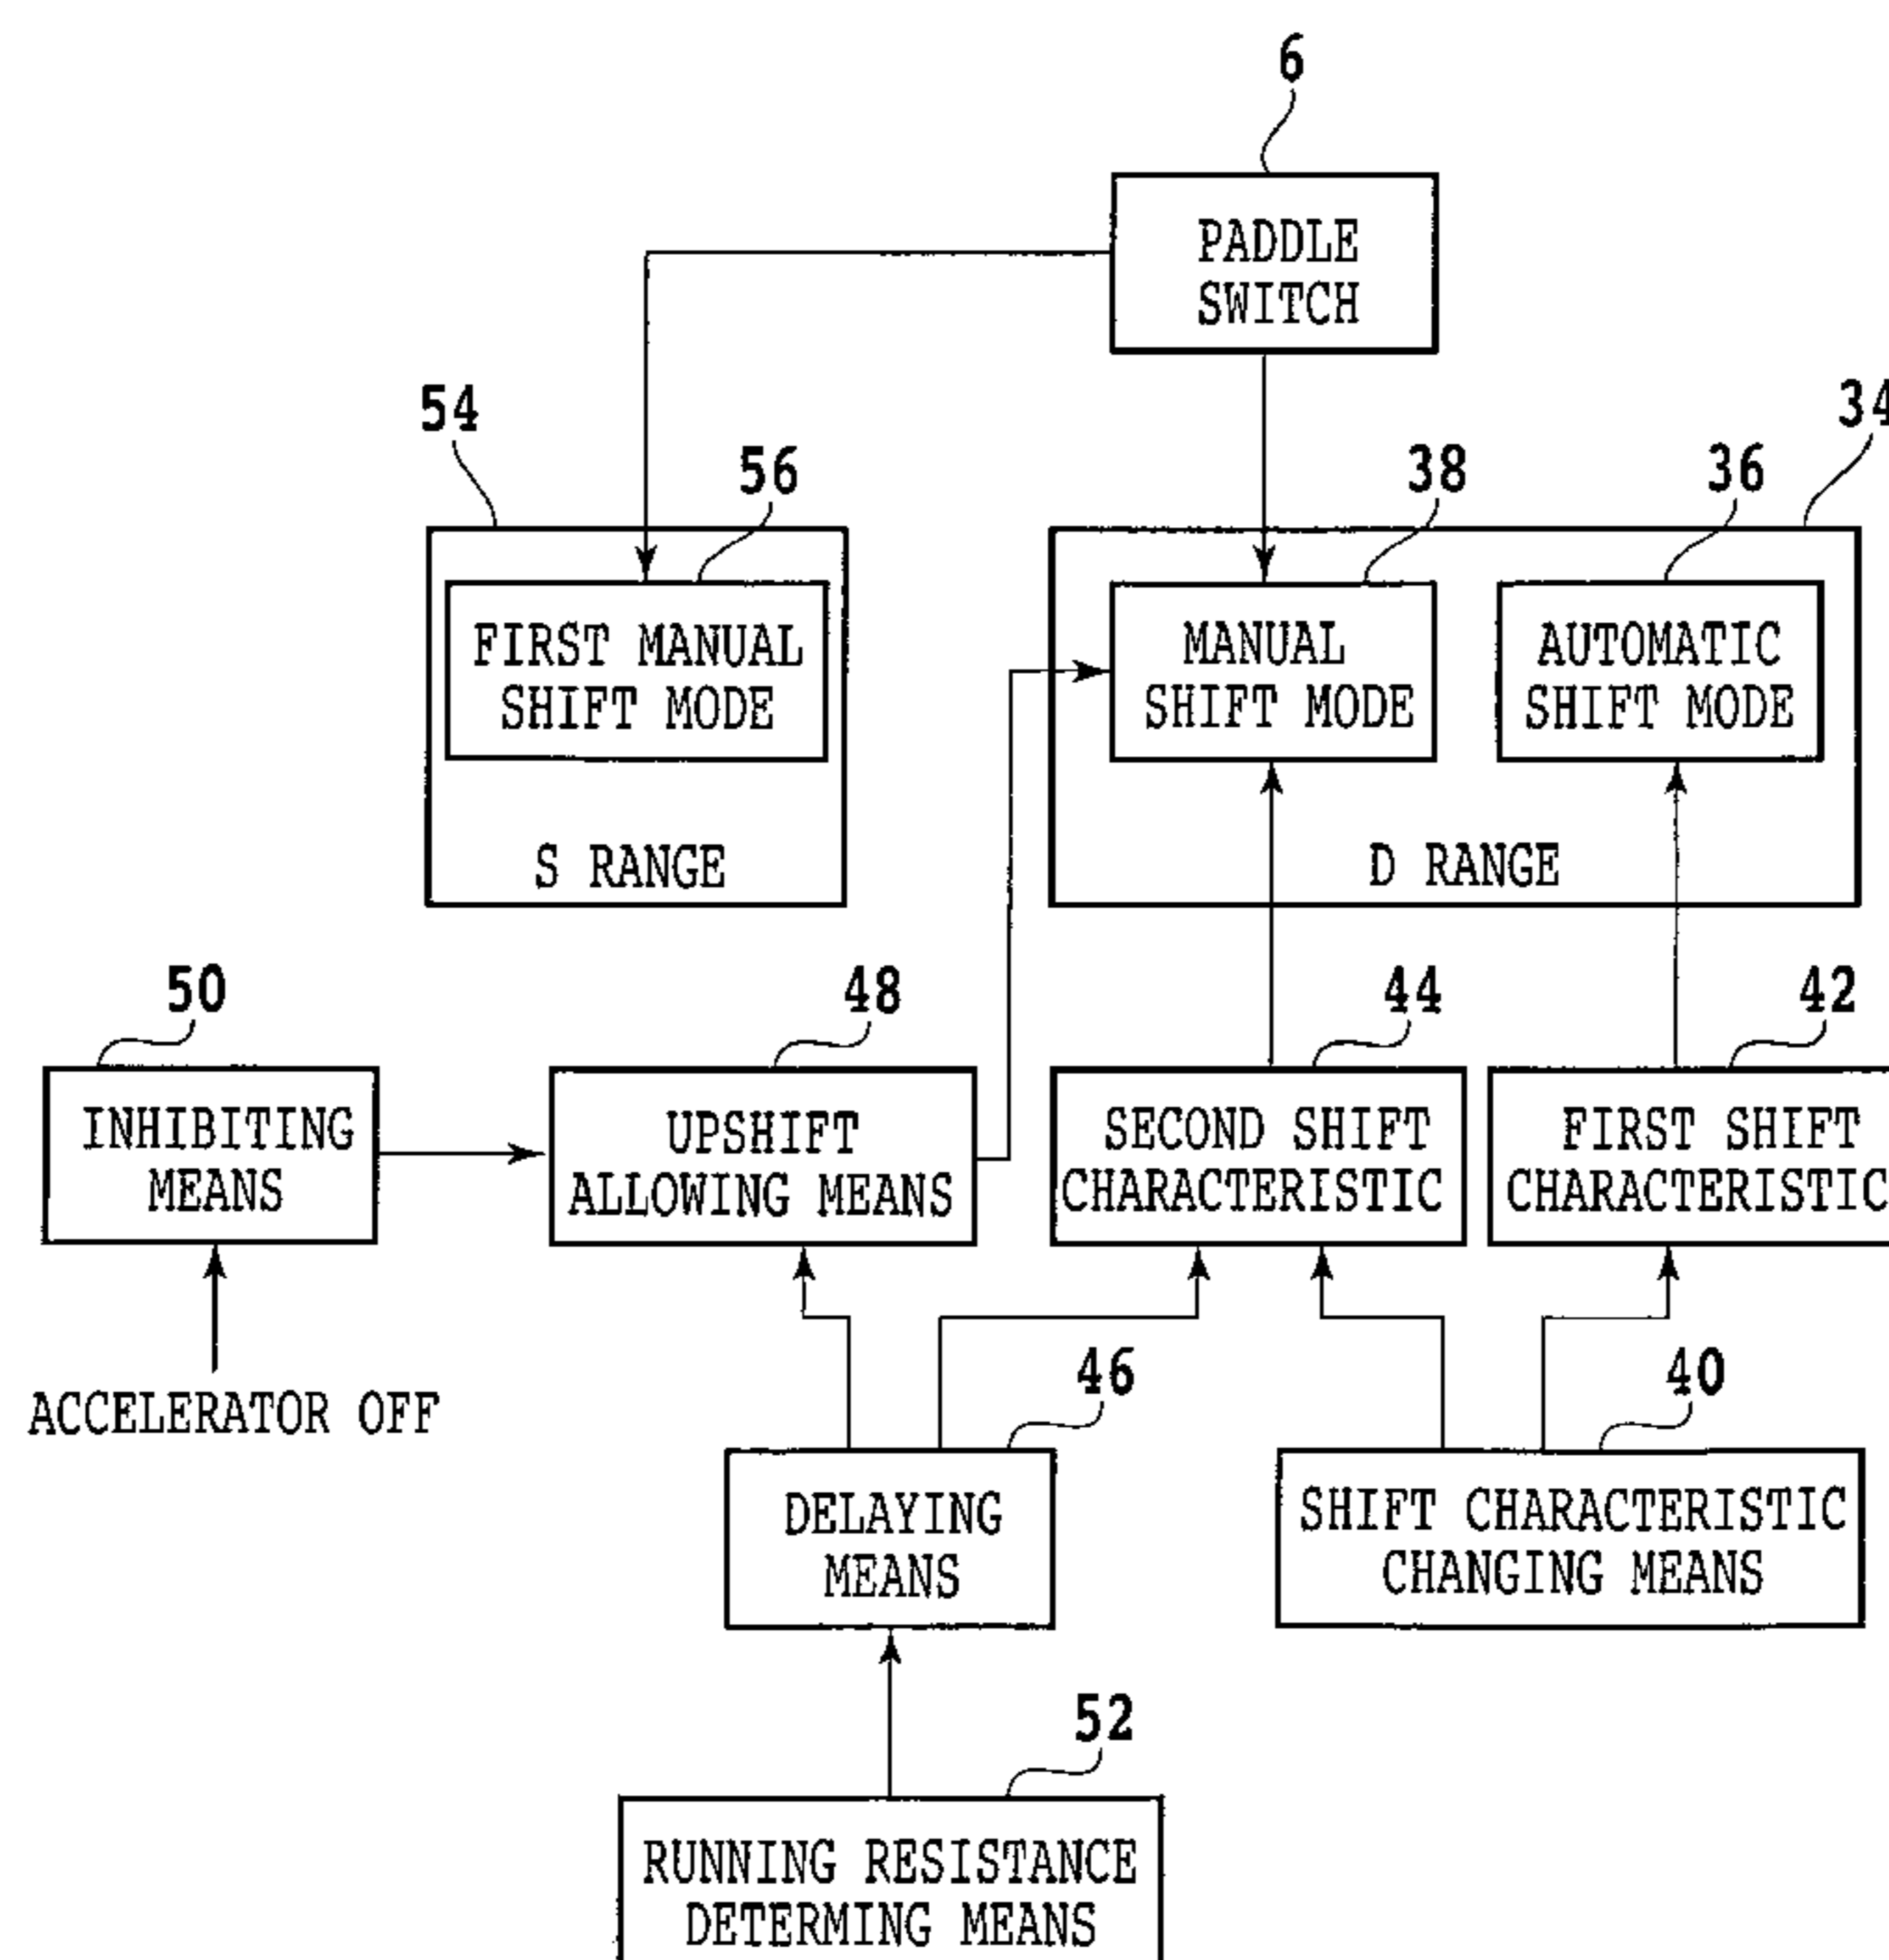 6
PADDLE
SWITCH
54
34
56
38
36
FIRST MANUAL
SHIFT MODE
MANUAL
SHIFT MODE
AUTOMATIC
SHIFT MODE
S RANGE
D RANGE
50
48
44
42
INHIBITING
MEANS
UPSHIFT
ALLOWING MEANS
SECOND SHIFT
CHARACTERISTIC
FIRST SHIFT
CHARACTERISTIC
ACCELERATOR OFF
46
40
DELAYING
MEANS
SHIFT CHARACTERISTIC
CHANGING MEANS
52
RUNNING RESISTANCE
DETERMING MEANS